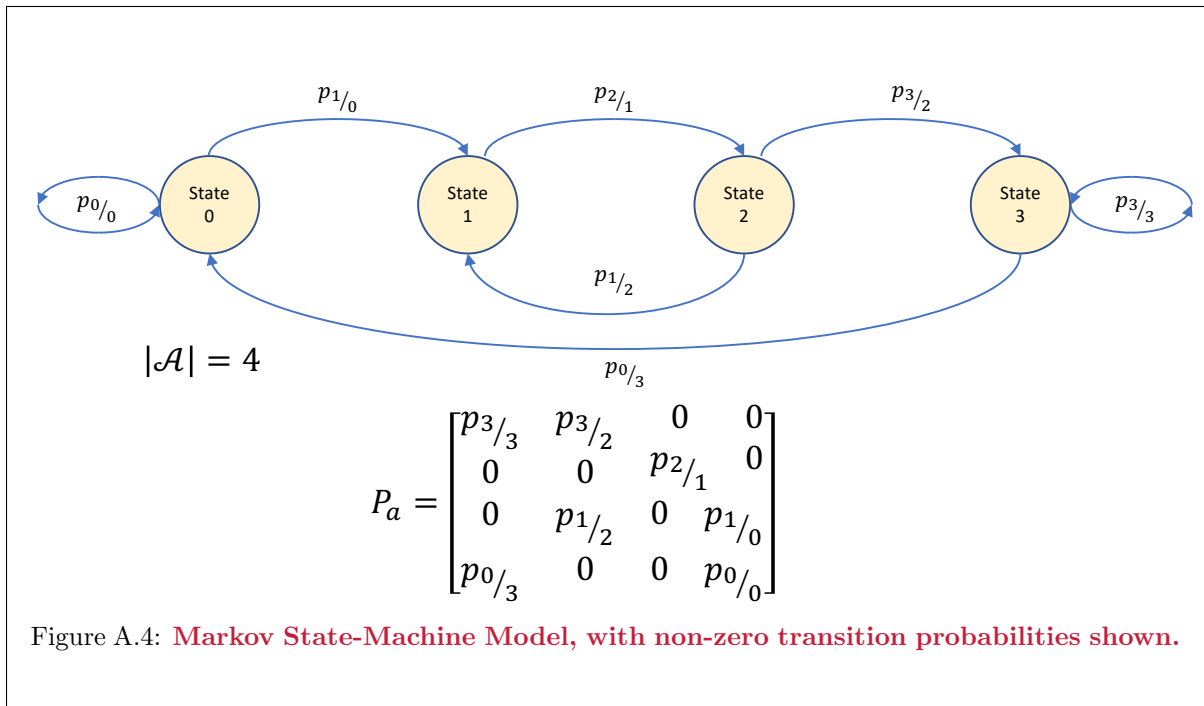 p1/0 p2/1 p3/2
State 0 State 1 State 2 State 3
p0/0 p3/3
p1/2
p0/3
|𝒜| = 4
P_a = [p3/3 p3/2 0 0
0 0 p2/1 0
0 p1/2 0 p1/0
p0/3 0 0 p0/0]
Figure A.4: Markov State-Machine Model, with non-zero transition probabilities shown.